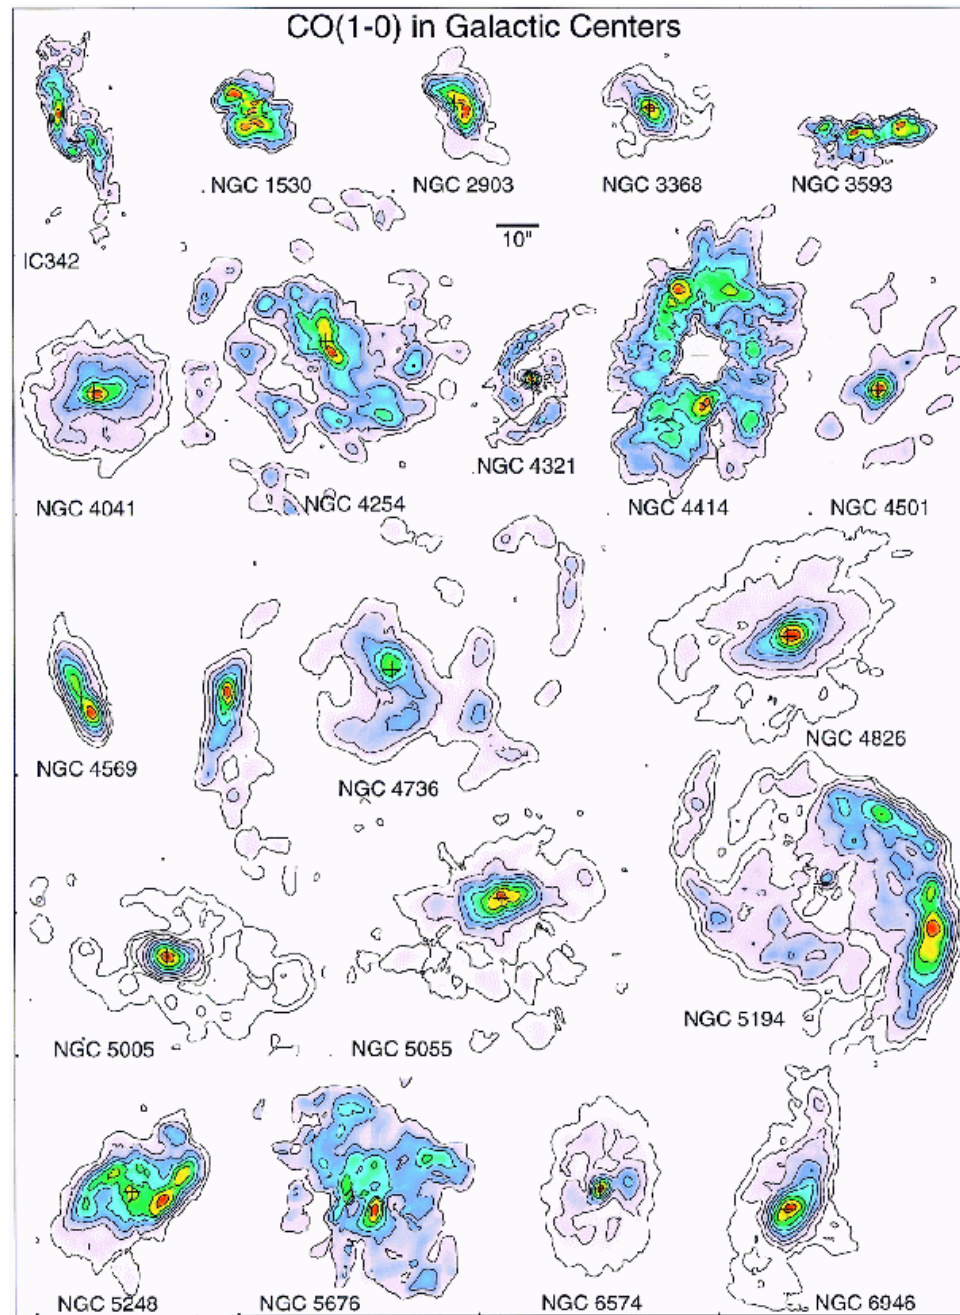 CO(1-0) in Galactic Centers
NGC 1530
NGC 2903
NGC 3368
NGC 3593
10"
IC342
NGC 4041
NGC 4254
NGC 4321
NGC 4414
NGC 4501
NGC 4569
NGC 4736
NGC 4826
NGC 5005
NGC 5055
NGC 5194
NGC 5248
NGC 5676
NGC 6574
NGC 6946